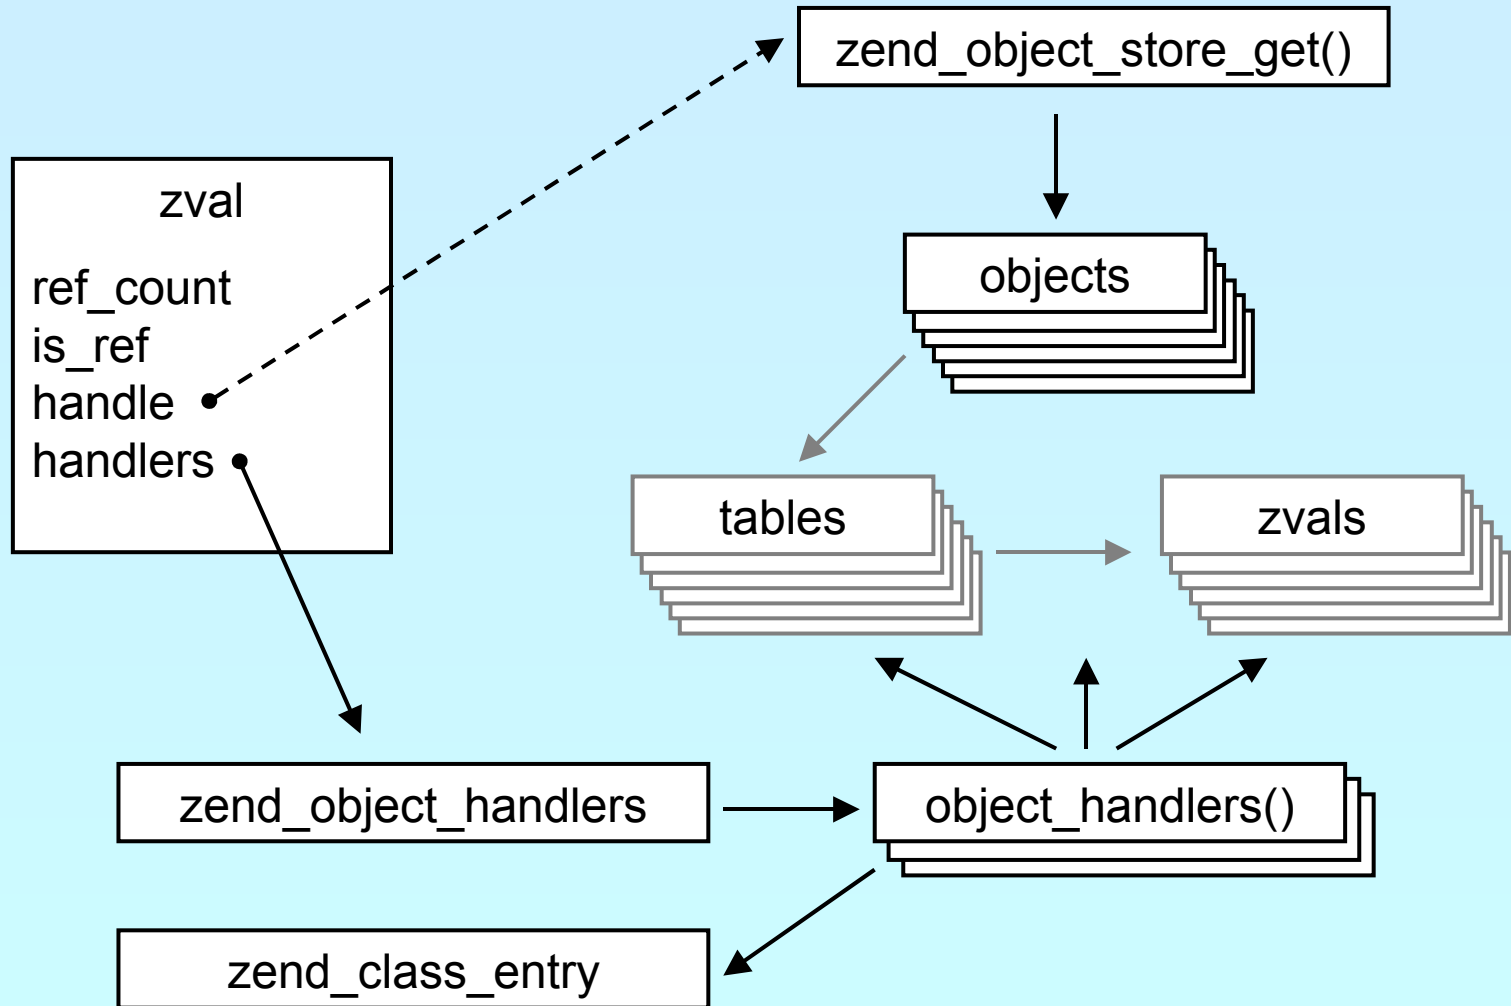 zend_object_store_get()
zval
ref_count
is_ref
handle
handlers
objects
tables
zvals
zend_object_handlers
object_handlers()
zend_class_entry